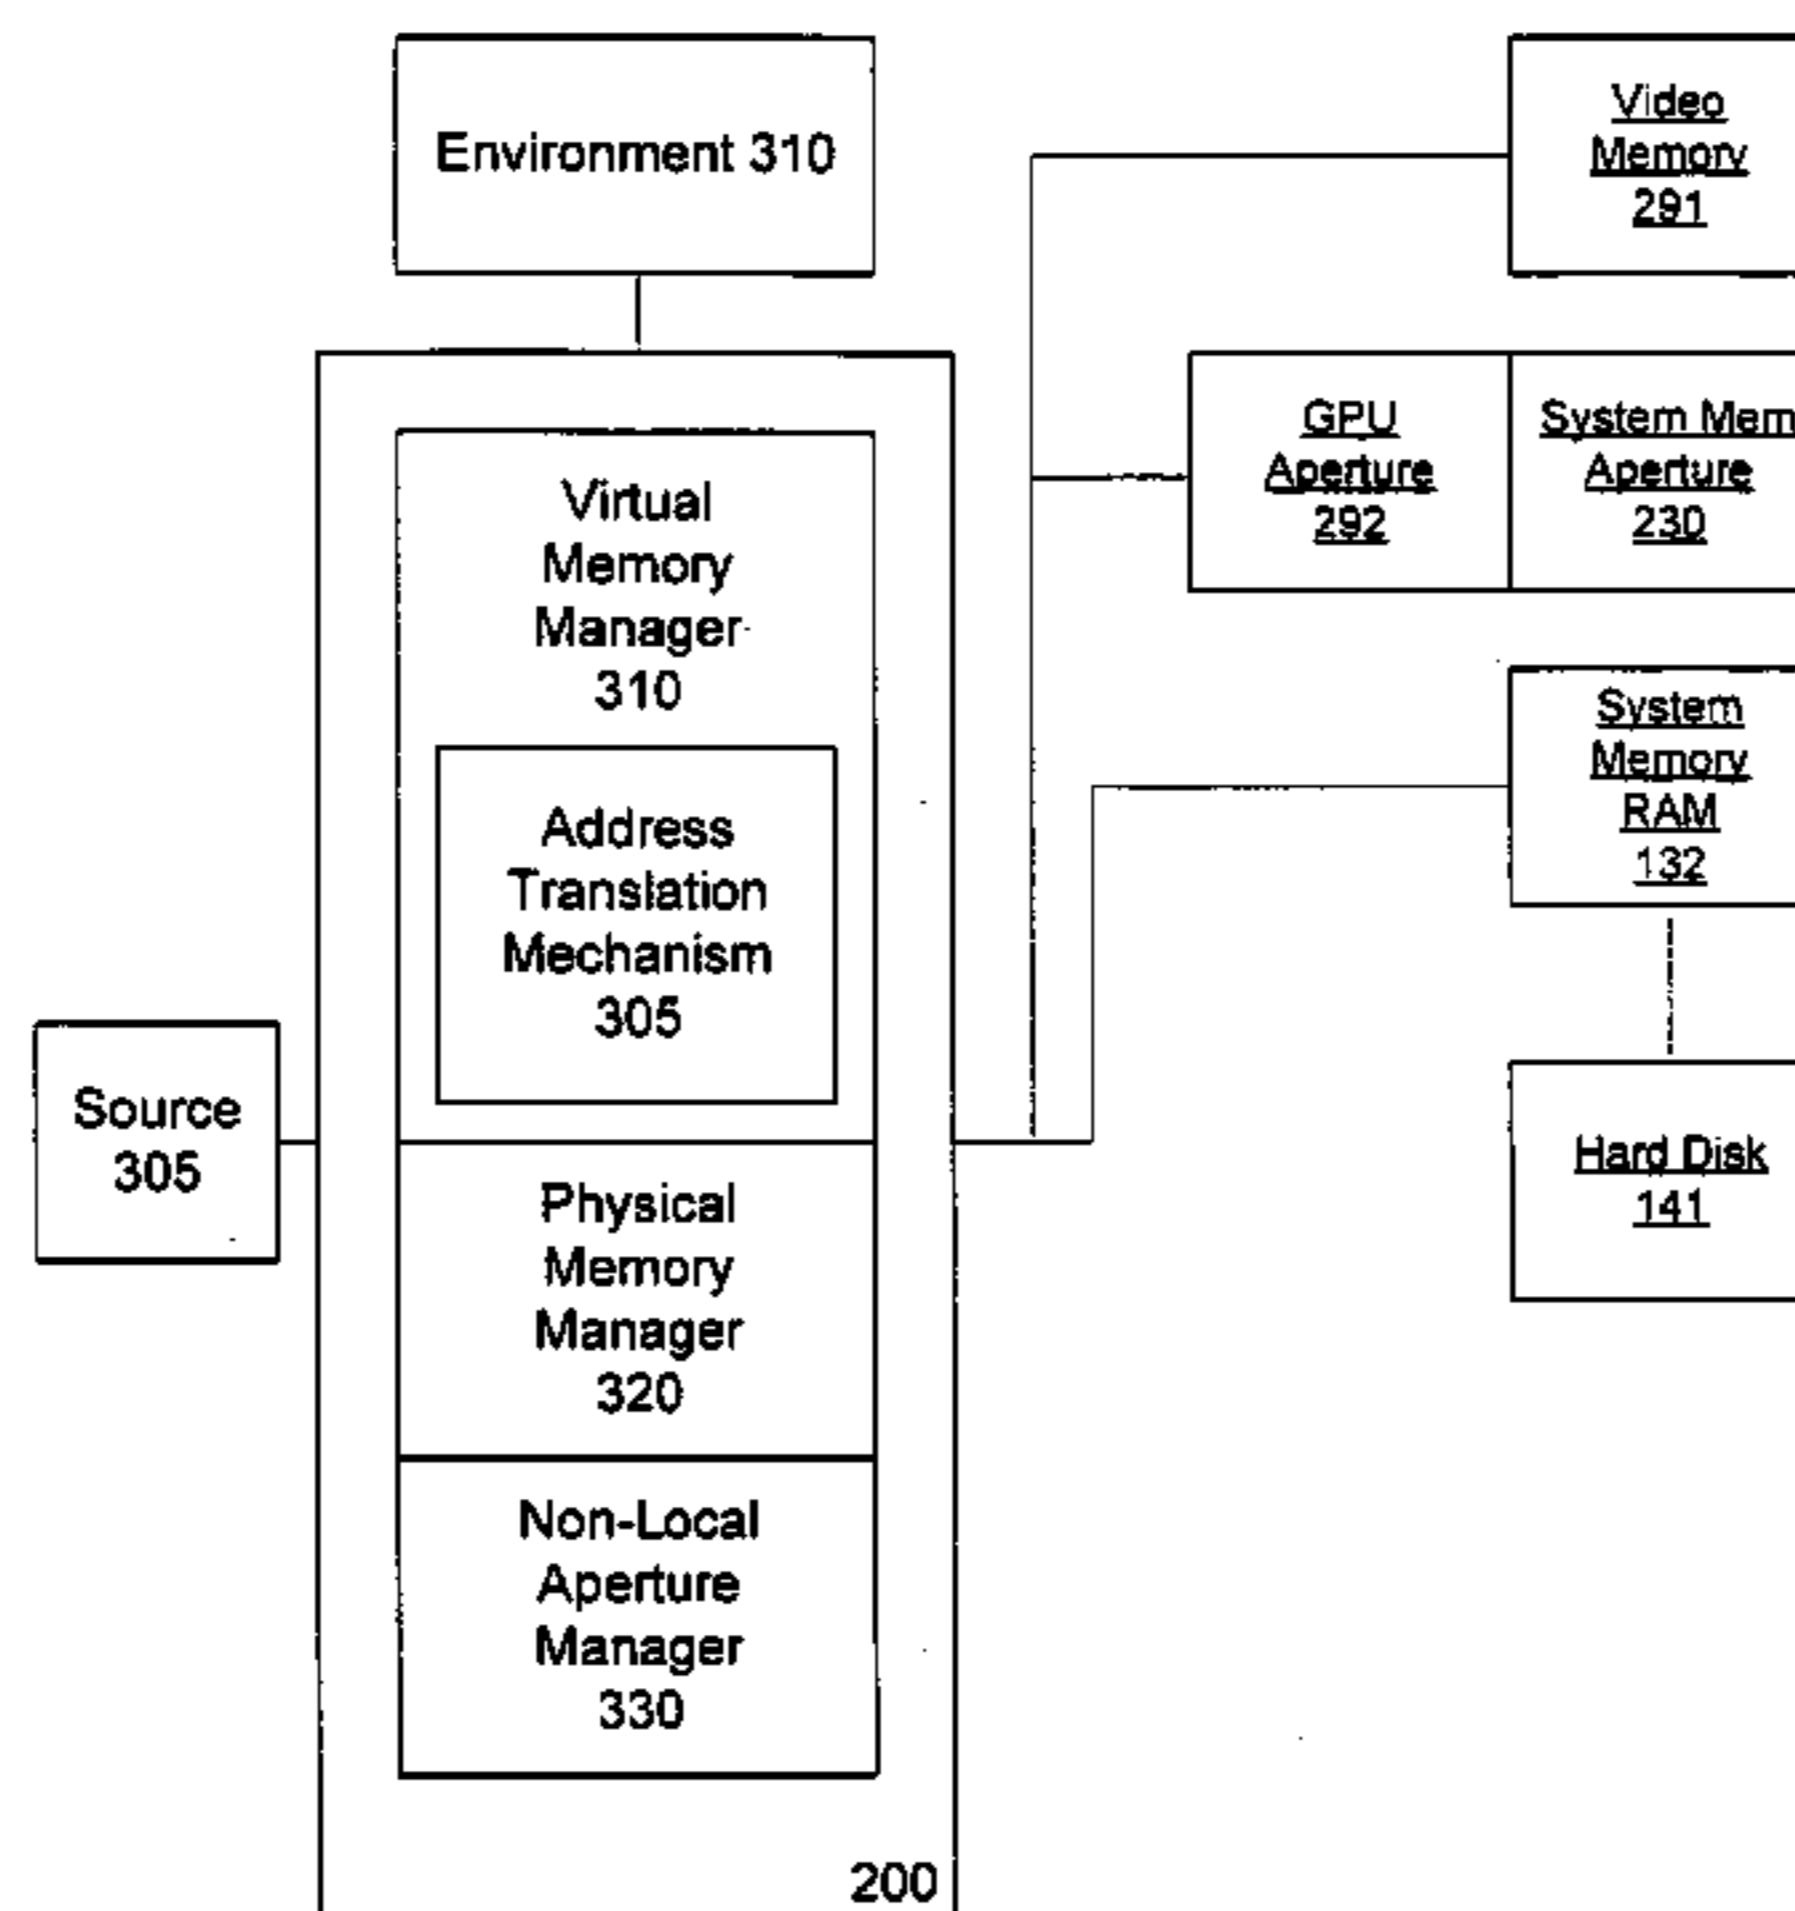 Environment 310
Video
Memory
291
GPU
Aperture
292
System Mem
Aperture
230
Virtual
Memory
Manager
310
Address
Translation
Mechanism
305
System
Memory
RAM
132
Source
305
Hard Disk
141
Physical
Memory
Manager
320
Non-Local
Aperture
Manager
330
200